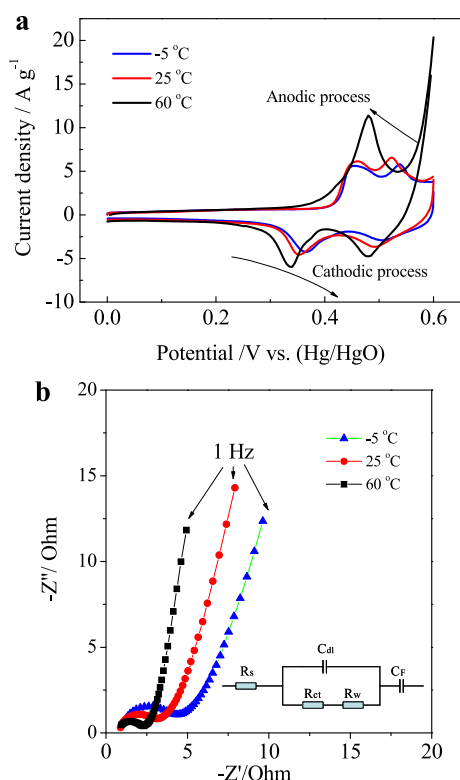 a
-5 °C
25 °C
60 °C
Anodic process
Cathodic process
Current density / A g-1
20
15
10
5
0
-5
-10
0.0
0.2
0.4
0.6
Potential /V vs. (Hg/HgO)
b
1 Hz
-5 °C
25 °C
60 °C
-Z''/ Ohm
20
15
10
5
0
0
5
10
15
20
Rs
Cdl
Rct
Rw
CF
-Z'/Ohm